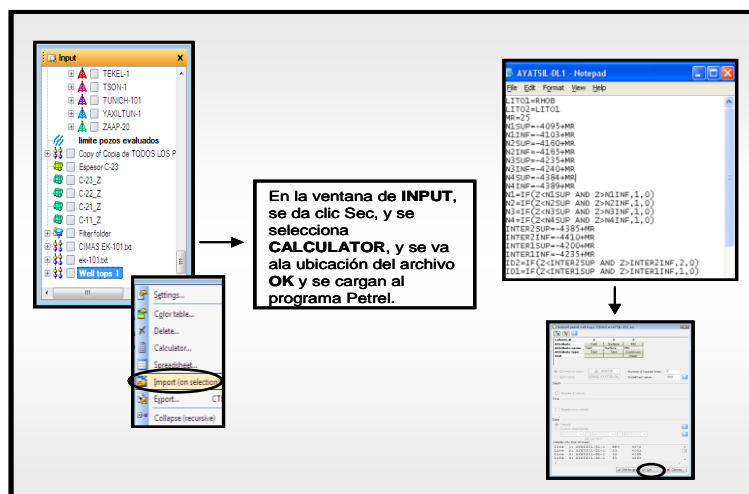 Input
TEKEL-1
TSON-1
TUNICH-101
YAXILTUN-1
ZAAP-20
limite pozos evaluados
Copy of Copia de TODOS LOS P
Espesor C-23
C-23_Z
C-22_Z
C-21_Z
C-11_Z
Filter folder
CIMAS EK-101.txt
ek-101.txt
Well tops 1
Settings...
Color table...
Delete...
Calculator...
Spreadsheet...
Import (on selection
Export... CT
Collapse (recursive)
En la ventana de INPUT,
se da clic Sec, y se
selecciona
CALCULATOR, y se va
ala ubicación del archivo
OK y se cargan al
programa Petrel.
AYATSIL-DL1 - Notepad
File Edit Format View Help
LITO1=RHOB
LITO2=LITO1
MR=25
N1SUP=-4095+MR
N1INF=-4103+MR
N2SUP=-4160+MR
N2INF=-4165+MR
N3SUP=-4235+MR
N3INF=-4240+MR
N4SUP=-4384+MR
N4INF=-4389+MR
N1=IF(Z<N1SUP AND Z>N1INF,1,0)
N2=IF(Z<N2SUP AND Z>N2INF,1,0)
N3=IF(Z<N3SUP AND Z>N3INF,1,0)
N4=IF(Z<N4SUP AND Z>N4INF,1,0)
INTER2SUP=-4385+MR
INTER2INF=-4410+MR
INTER1SUP=-4200+MR
INTER1INF=-4235+MR
ID2=IF(Z<INTER2SUP AND Z>INTER2INF,2,0)
ID1=IF(Z<INTER1SUP AND Z>INTER1INF,1,0)